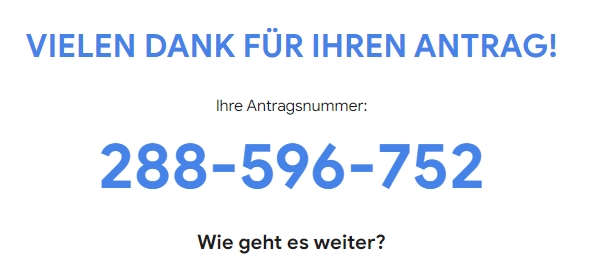 VIELEN DANK FÜR IHREN ANTRAG!
Ihre Antragsnummer:
288-596-752
Wie geht es weiter?